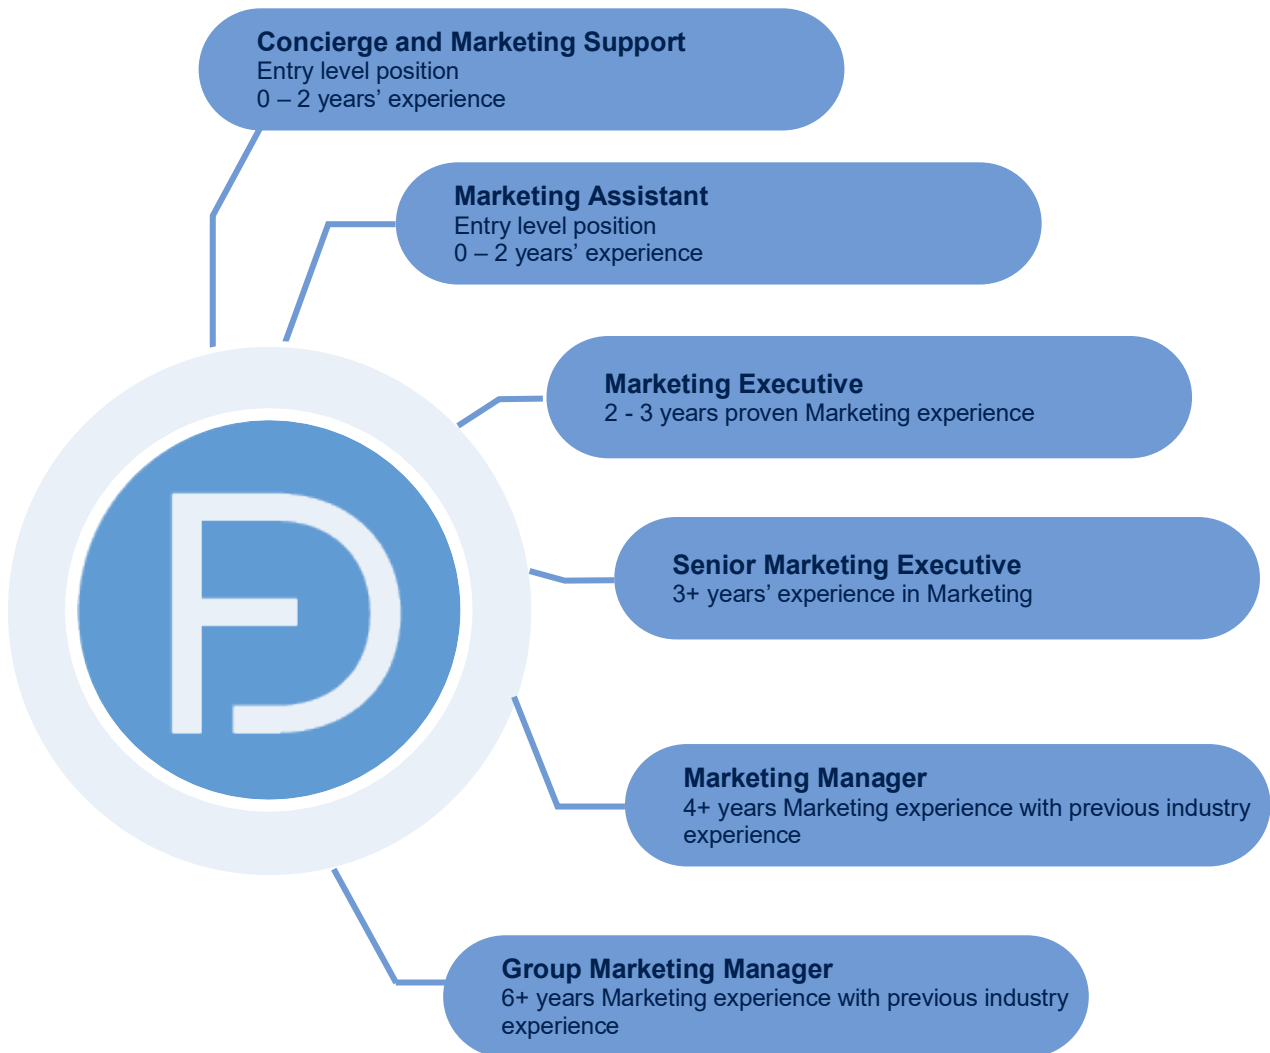 Concierge and Marketing Support
Entry level position
0 – 2 years’ experience
Marketing Assistant
Entry level position
0 – 2 years’ experience
Marketing Executive
2 - 3 years proven Marketing experience
Senior Marketing Executive
3+ years’ experience in Marketing
Marketing Manager
4+ years Marketing experience with previous industry
experience
Group Marketing Manager
6+ years Marketing experience with previous industry
experience